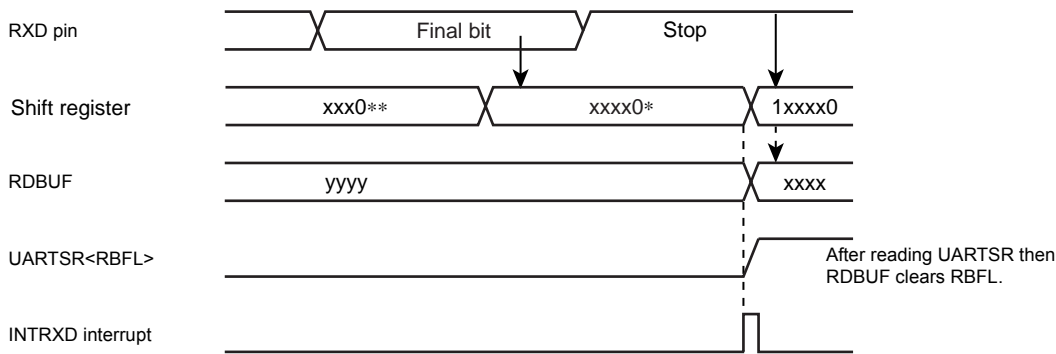 RXD pin
Final bit
Stop
Shift register
xxx0**
xxxx0*
1xxxx0
RDBUF
yyyy
xxxx
UARTSR<RBFL>
After reading UARTSR then
RDBUF clears RBFL.
INTRXD interrupt